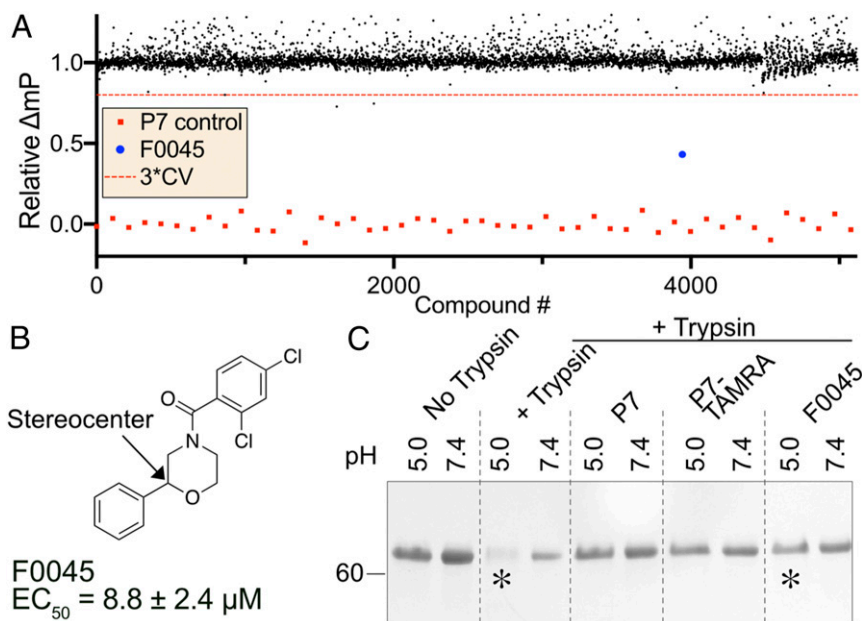 A
Relative ΔmP
1.0
0.5
0.0
P7 control
F0045
3*CV
0
2000
4000
Compound #
B
Cl
O
Cl
N
O
Stereocenter
F0045
EC50 = 8.8 ± 2.4 µM
C
+ Trypsin
No Trypsin
+ Trypsin
P7
P7-
TAMRA
F0045
pH
5.0 7.4 5.0 7.4 5.0 7.4 5.0 7.4 5.0 7.4
60
* *